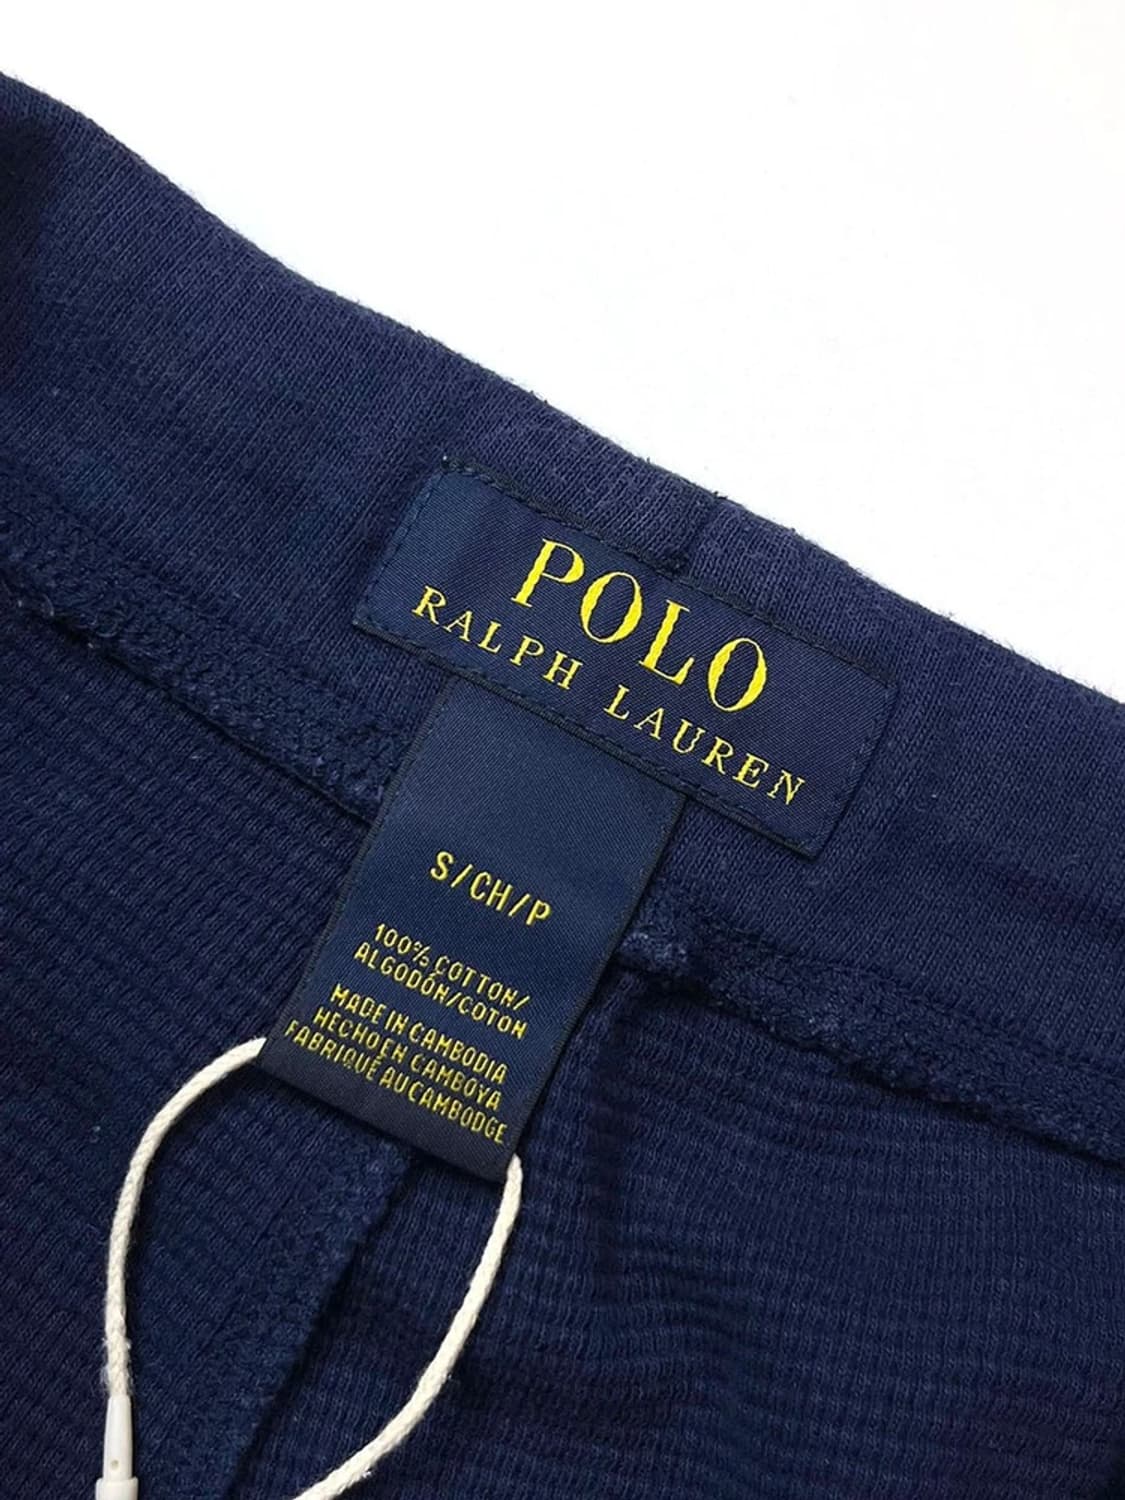 POLO
RALPH LAUREN
S/CH/P
100% COTTON/
ALGODÓN/COTON
MADE IN CAMBODIA
HECHO EN CAMBOYA
FABRIQUÉ AU CAMBODGE